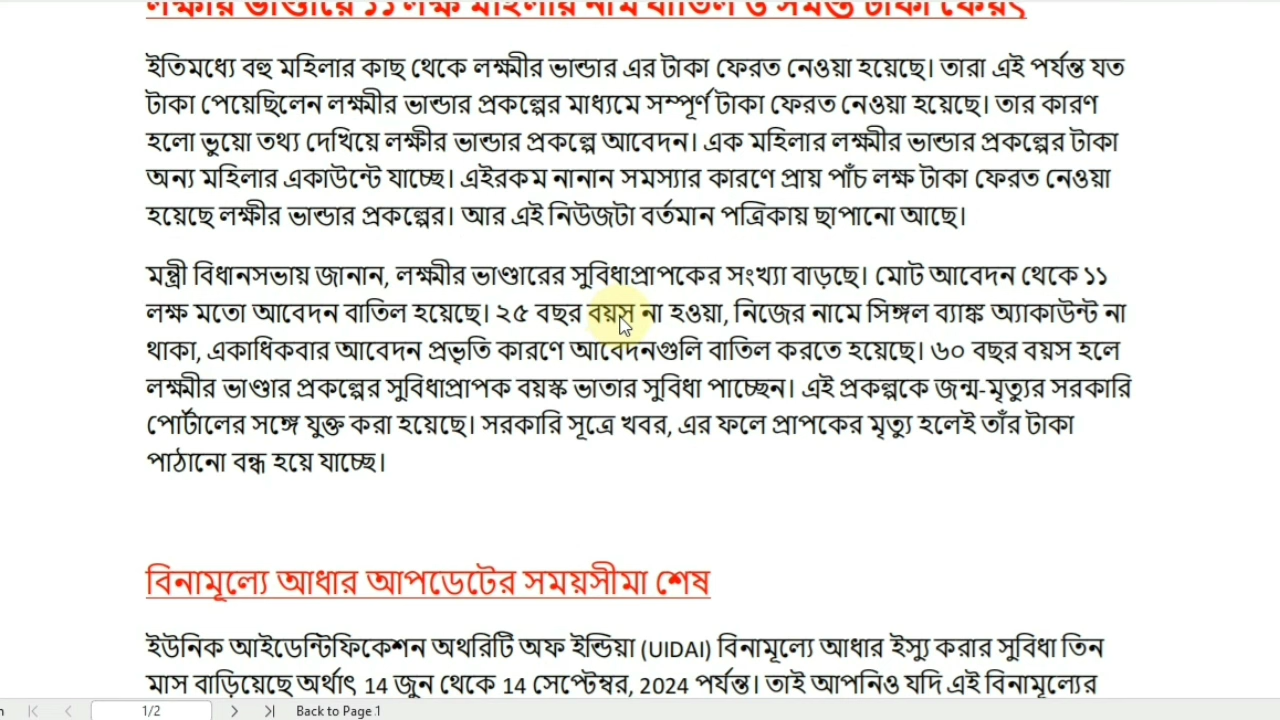 লক্ষ্মীর ভাণ্ডারে ১১ লক্ষ মহিলার নাম বাতিল ও সমস্ত টাকা ফেরৎ
ইতিমধ্যে বহু মহিলার কাছ থেকে লক্ষ্মীর ভান্ডার এর টাকা ফেরত নেওয়া হয়েছে। তারা এই পর্যন্ত যত
টাকা পেয়েছিলেন লক্ষ্মীর ভান্ডার প্রকল্পের মাধ্যমে সম্পূর্ণ টাকা ফেরত নেওয়া হয়েছে। তার কারণ
হলো ভুয়ো তথ্য দেখিয়ে লক্ষীর ভান্ডার প্রকল্পে আবেদন। এক মহিলার লক্ষ্মীর ভান্ডার প্রকল্পের টাকা
অন্য মহিলার একাউন্টে যাচ্ছে। এইরকম নানান সমস্যার কারণে প্রায় পাঁচ লক্ষ টাকা ফেরত নেওয়া
হয়েছে লক্ষীর ভান্ডার প্রকল্পের। আর এই নিউজটা বর্তমান পত্রিকায় ছাপানো আছে।
মন্ত্রী বিধানসভায় জানান, লক্ষ্মীর ভাণ্ডারের সুবিধাপ্রাপকের সংখ্যা বাড়ছে। মোট আবেদন থেকে ১১
লক্ষ মতো আবেদন বাতিল হয়েছে। ২৫ বছর বয়স না হওয়া, নিজের নামে সিঙ্গল ব্যাঙ্ক অ্যাকাউন্ট না
থাকা, একাধিকবার আবেদন প্রভৃতি কারণে আবেদনগুলি বাতিল করতে হয়েছে। ৬০ বছর বয়স হলে
লক্ষ্মীর ভাণ্ডার প্রকল্পের সুবিধাপ্রাপক বয়স্ক ভাতার সুবিধা পাচ্ছেন। এই প্রকল্পকে জন্ম-মৃত্যুর সরকারি
পোর্টালের সঙ্গে যুক্ত করা হয়েছে। সরকারি সূত্রে খবর, এর ফলে প্রাপকের মৃত্যু হলেই তাঁর টাকা
পাঠানো বন্ধ হয়ে যাচ্ছে।
বিনামূল্যে আধার আপডেটের সময়সীমা শেষ
ইউনিক আইডেন্টিফিকেশন অথরিটি অফ ইন্ডিয়া (UIDAI) বিনামূল্যে আধার ইস্যু করার সুবিধা তিন
মাস বাড়িয়েছে অর্থাৎ 14 জুন থেকে 14 সেপ্টেম্বর, 2024 পর্যন্ত। তাই আপনিও যদি এই বিনামূল্যের
1/2 Back to Page 1